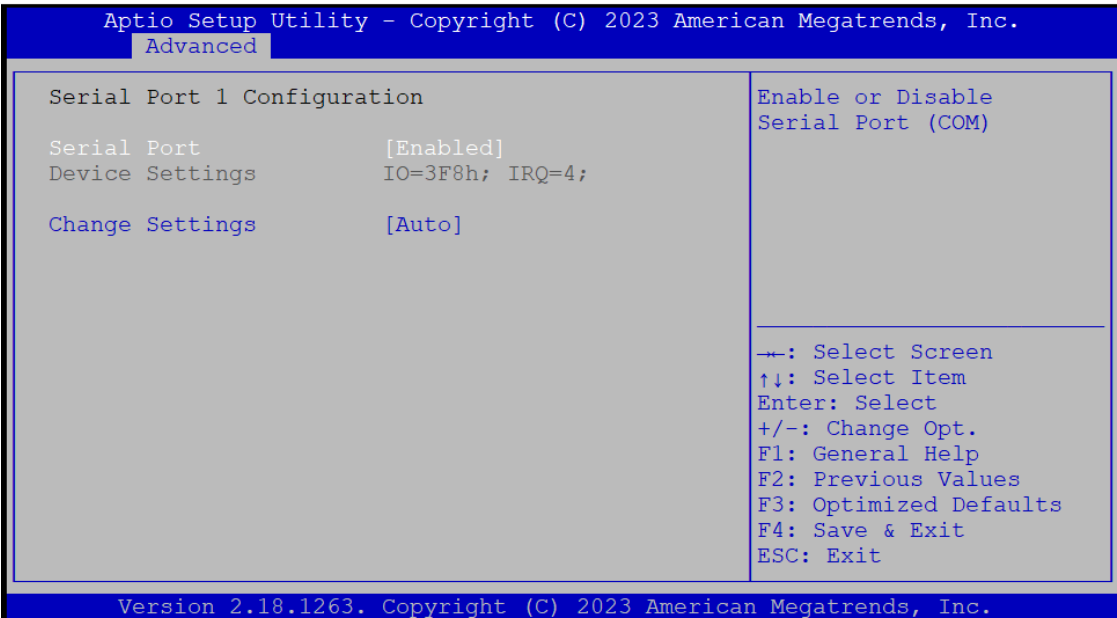 Aptio Setup Utility – Copyright (C) 2023 American Megatrends, Inc.
Advanced
Serial Port 1 Configuration
Serial Port [Enabled]
Device Settings IO=3F8h; IRQ=4;
Change Settings [Auto]
Enable or Disable
Serial Port (COM)
→←: Select Screen
↑↓: Select Item
Enter: Select
+/-: Change Opt.
F1: General Help
F2: Previous Values
F3: Optimized Defaults
F4: Save & Exit
ESC: Exit
Version 2.18.1263. Copyright (C) 2023 American Megatrends, Inc.